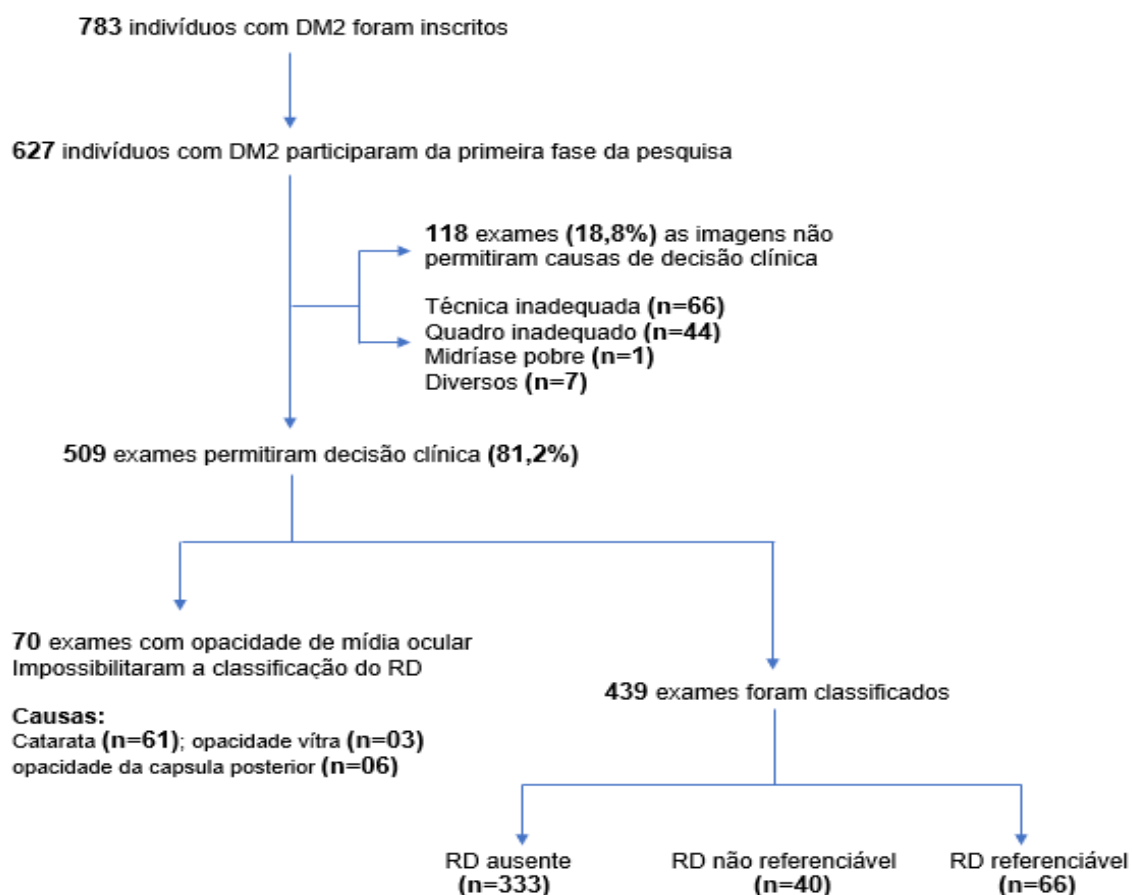 783 indivíduos com DM2 foram inscritos
627 indivíduos com DM2 participaram da primeira fase da pesquisa
118 exames (18,8%) as imagens não
permitiram causas de decisão clínica
Técnica inadequada (n=66)
Quadro inadequado (n=44)
Midríase pobre (n=1)
Diversos (n=7)
509 exames permitiram decisão clínica (81,2%)
70 exames com opacidade de mídia ocular
Impossibilitaram a classificação do RD
Causas:
Catarata (n=61); opacidade vítra (n=03)
opacidade da capsula posterior (n=06)
439 exames foram classificados
RD ausente
(n=333)
RD não referenciável
(n=40)
RD referenciável
(n=66)